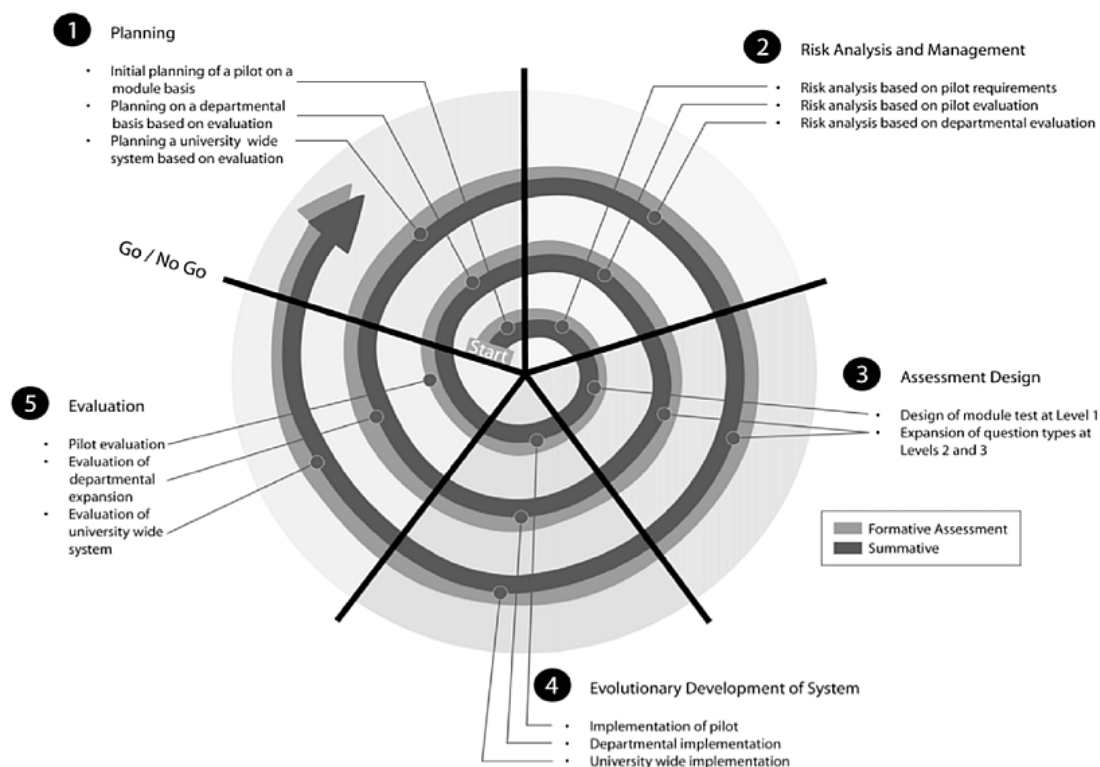 1 Planning
• Initial planning of a pilot on a
module basis
• Planning on a departmental
basis based on evaluation
• Planning a university wide
system based on evaluation
2 Risk Analysis and Management
• Risk analysis based on pilot requirements
• Risk analysis based on pilot evaluation
• Risk analysis based on departmental evaluation
Go / No Go
Start
3 Assessment Design
• Design of module test at Level 1
• Expansion of question types at
Levels 2 and 3
Formative Assessment
Summative
5 Evaluation
• Pilot evaluation
• Evaluation of
departmental
expansion
• Evaluation of
university wide
system
4 Evolutionary Development of System
• Implementation of pilot
• Departmental implementation
• University wide implementation